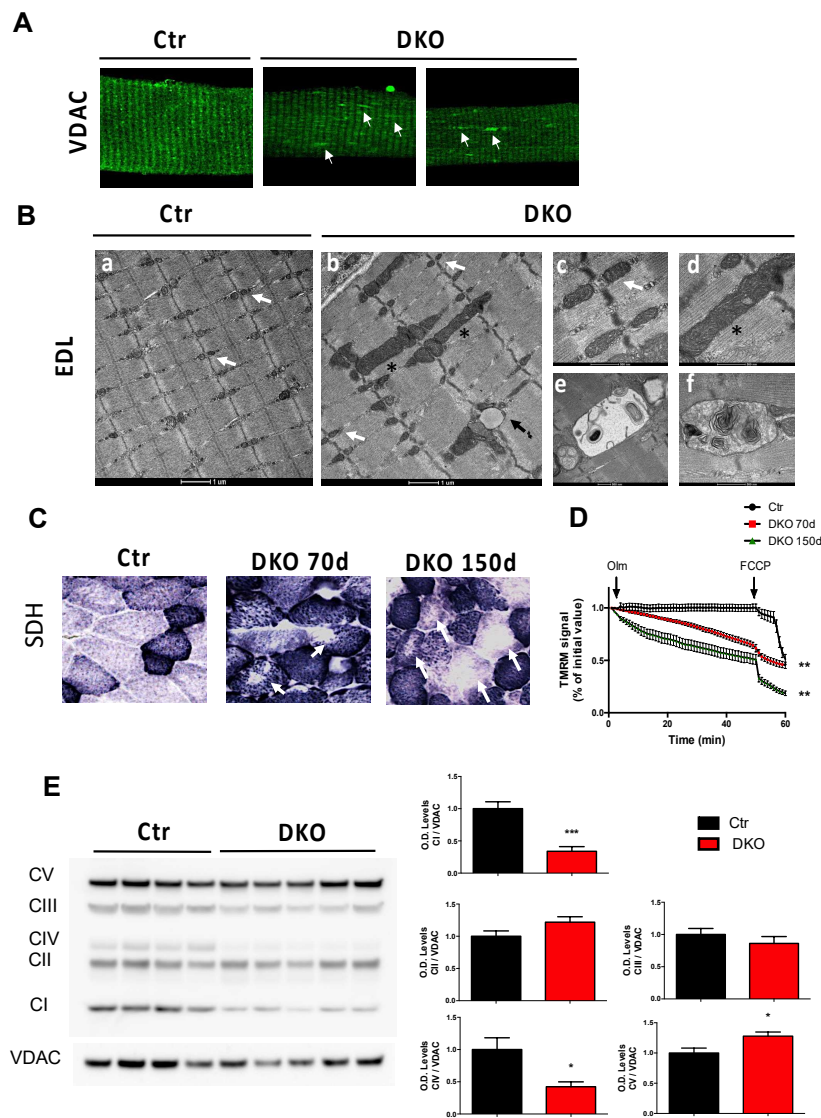 A
Ctr
DKO
VDAC
B
Ctr
DKO
EDL
a
b
c
d
*
*
*
e
f
1 um
1 um
C
Ctr
DKO 70d
DKO 150d
SDH
D
Ctr
DKO 70d
DKO 150d
Olm
FCCP
TMRM signal
(% of initial value)
1.0
0.5
0.0
0
20
40
60
**
**
Time (min)
E
Ctr
DKO
CV
CIII
CIV
CII
CI
VDAC
O.D. Levels
CI / VDAC
1.5
1.0
0.5
0.0
***
Ctr
DKO
O.D. Levels
CII / VDAC
1.5
1.0
0.5
0.0
O.D. Levels
CIII / VDAC
1.5
1.0
0.5
0.0
O.D. Levels
CIV / VDAC
1.5
1.0
0.5
0.0
*
O.D. Levels
CV / VDAC
1.5
1.0
0.5
0.0
*